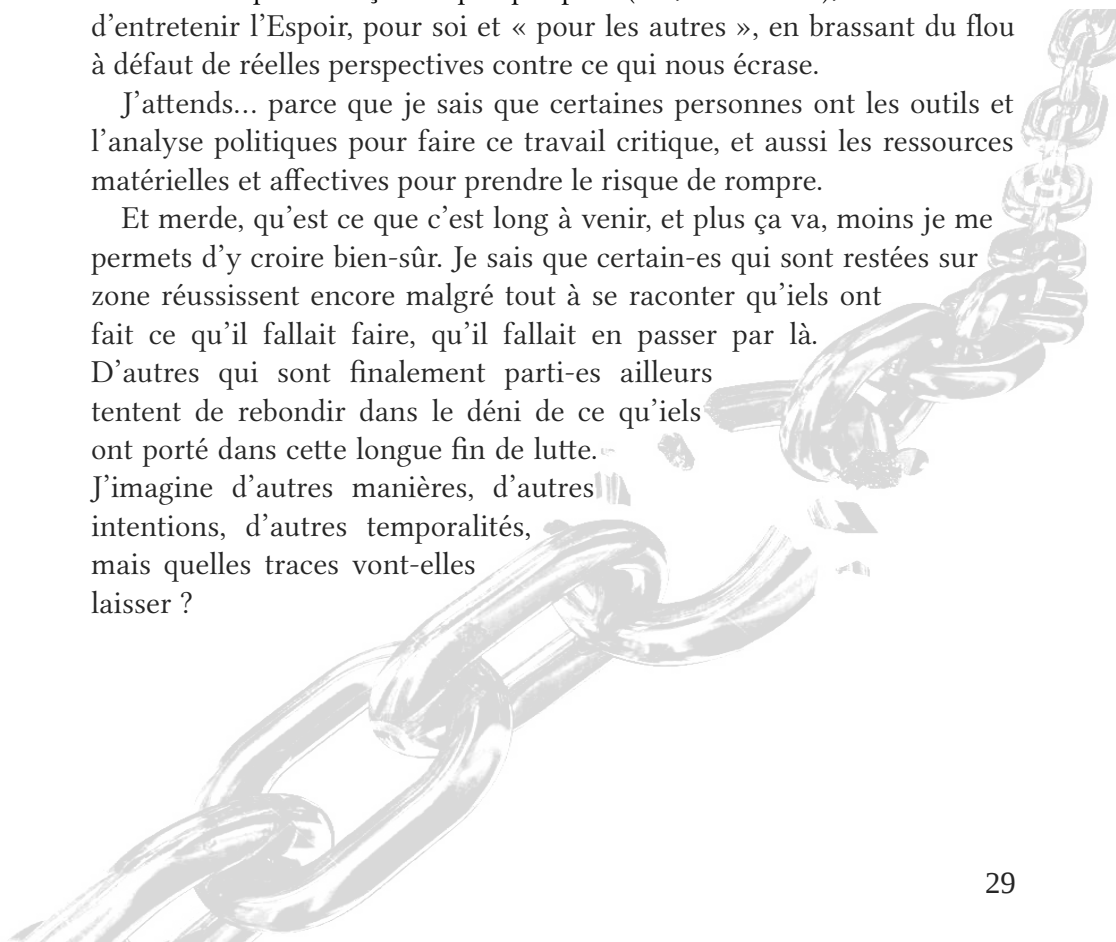 d'entretenir l'Espoir, pour soi et « pour les autres », en brassant du flou
à défaut de réelles perspectives contre ce qui nous écrase.
J'attends… parce que je sais que certaines personnes ont les outils et
l'analyse politiques pour faire ce travail critique, et aussi les ressources
matérielles et affectives pour prendre le risque de rompre.
Et merde, qu'est ce que c'est long à venir, et plus ça va, moins je me
permets d'y croire bien-sûr. Je sais que certain-es qui sont restées sur
zone réussissent encore malgré tout à se raconter qu'iels ont
fait ce qu'il fallait faire, qu'il fallait en passer par là.
D'autres qui sont finalement parti-es ailleurs
tentent de rebondir dans le déni de ce qu'iels
ont porté dans cette longue fin de lutte.
J'imagine d'autres manières, d'autres
intentions, d'autres temporalités,
mais quelles traces vont-elles
laisser ?
29